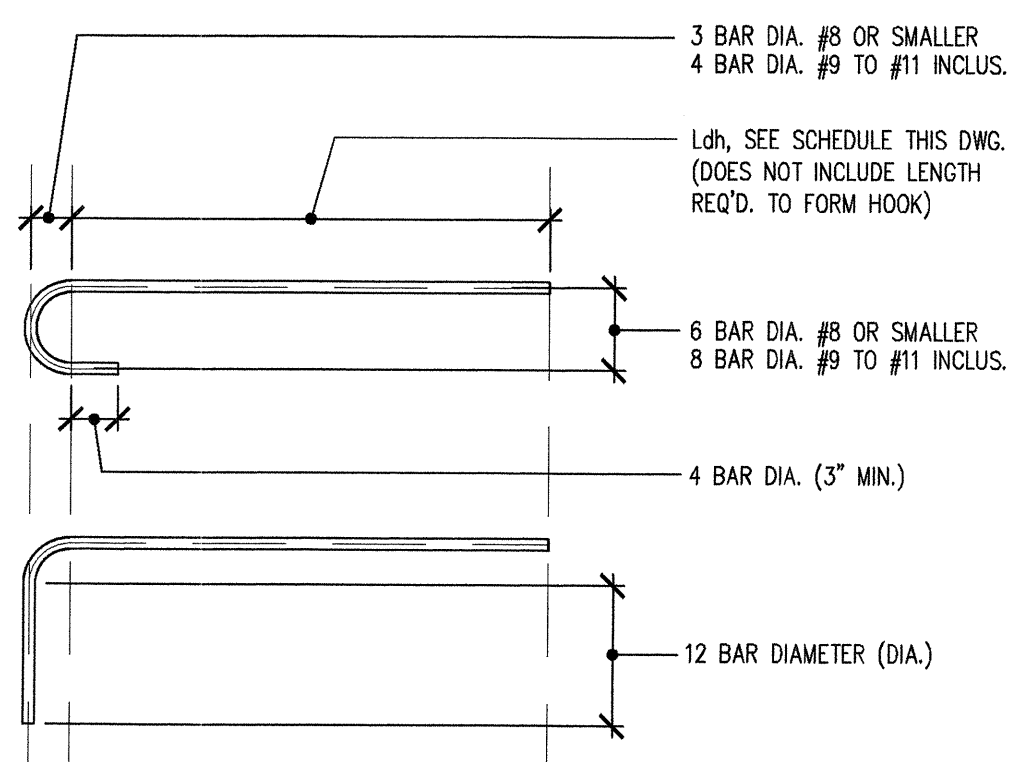 3 BAR DIA. #8 OR SMALLER
4 BAR DIA. #9 TO #11 INCLUS.
Ldh, SEE SCHEDULE THIS DWG.
(DOES NOT INCLUDE LENGTH
REQ'D. TO FORM HOOK)
6 BAR DIA. #8 OR SMALLER
8 BAR DIA. #9 TO #11 INCLUS.
4 BAR DIA. (3" MIN.)
12 BAR DIAMETER (DIA.)